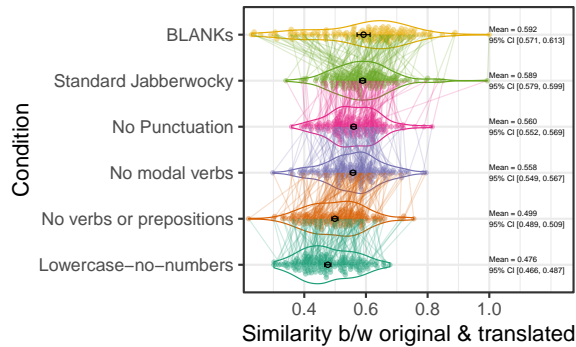 BLANKs
Mean = 0.592
95% CI [0.571, 0.613]
Standard Jabberwocky
Mean = 0.589
95% CI [0.579, 0.599]
No Punctuation
Mean = 0.560
95% CI [0.552, 0.569]
No modal verbs
Mean = 0.558
95% CI [0.549, 0.567]
No verbs or prepositions
Mean = 0.499
95% CI [0.489, 0.509]
Lowercase−no−numbers
Mean = 0.476
95% CI [0.466, 0.487]
Condition
0.4 0.6 0.8 1.0
Similarity b/w original & translated